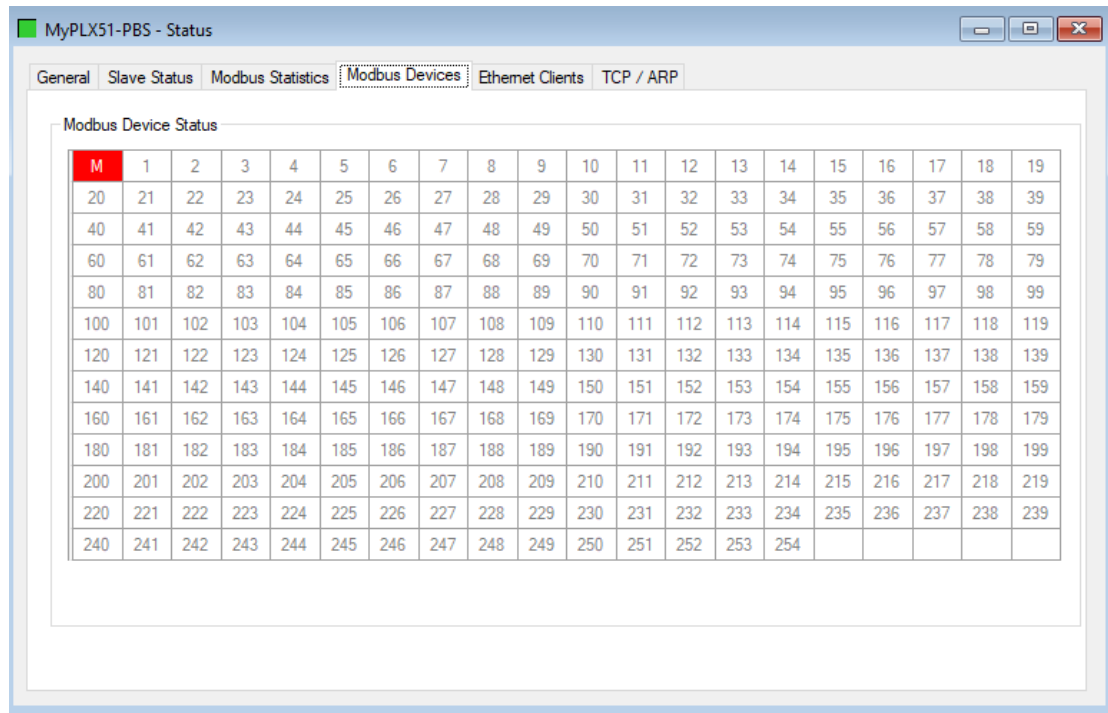 MyPLX51-PBS - Status
General Slave Status Modbus Statistics Modbus Devices Ethernet Clients TCP / ARP
Modbus Device Status
M 1 2 3 4 5 6 7 8 9 10 11 12 13 14 15 16 17 18 19
20 21 22 23 24 25 26 27 28 29 30 31 32 33 34 35 36 37 38 39
40 41 42 43 44 45 46 47 48 49 50 51 52 53 54 55 56 57 58 59
60 61 62 63 64 65 66 67 68 69 70 71 72 73 74 75 76 77 78 79
80 81 82 83 84 85 86 87 88 89 90 91 92 93 94 95 96 97 98 99
100 101 102 103 104 105 106 107 108 109 110 111 112 113 114 115 116 117 118 119
120 121 122 123 124 125 126 127 128 129 130 131 132 133 134 135 136 137 138 139
140 141 142 143 144 145 146 147 148 149 150 151 152 153 154 155 156 157 158 159
160 161 162 163 164 165 166 167 168 169 170 171 172 173 174 175 176 177 178 179
180 181 182 183 184 185 186 187 188 189 190 191 192 193 194 195 196 197 198 199
200 201 202 203 204 205 206 207 208 209 210 211 212 213 214 215 216 217 218 219
220 221 222 223 224 225 226 227 228 229 230 231 232 233 234 235 236 237 238 239
240 241 242 243 244 245 246 247 248 249 250 251 252 253 254